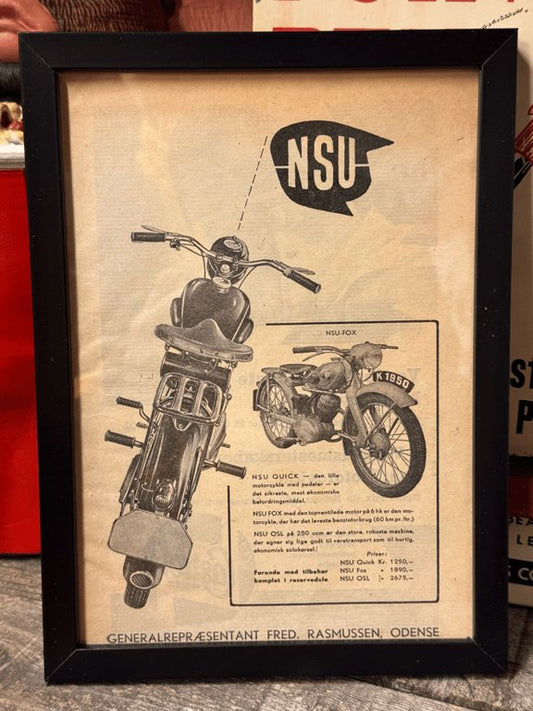 NSU
NSU-FOX
K 1950
NSU QUICK — den lille
motorcykle med pedaler — er
det sikreste, mest økonomiske
befordringsmiddel.
NSU FOX med den topventilede motor på 6 hk er den mo-
torcykle, der har det laveste benzinforbrug (60 km pr. ltr.)
NSU OSL på 250 ccm er den store, robuste maskine,
der egner sig lige godt til varetransport som til hurtig,
økonomisk solokørsel.
Priser:
NSU Quick Kr. 1250,—
Førende med tilbehør NSU Fox » 1890,—
komplet i reservedele NSU OSL » 2675,—
GENERALREPRÆSENTANT FRED. RASMUSSEN, ODENSE